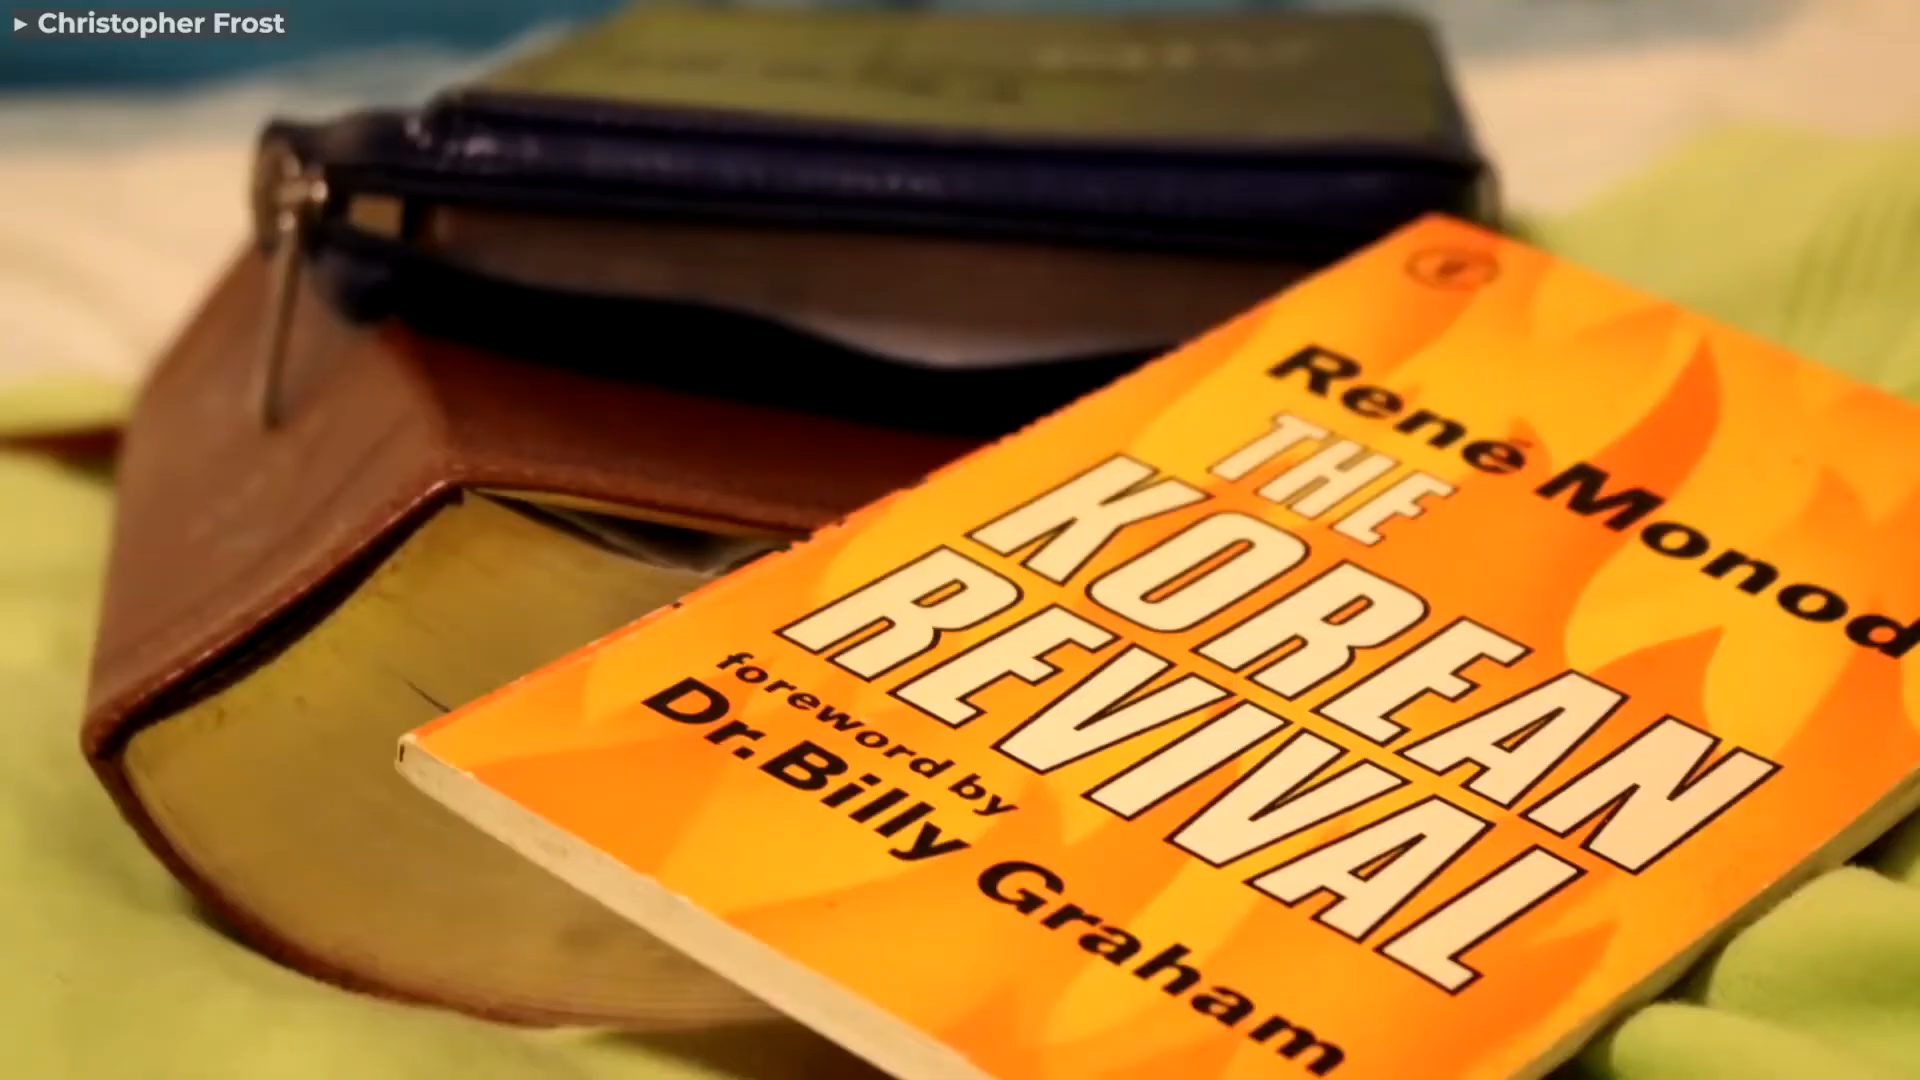 ▸ Christopher Frost
René Monod
THE
KOREAN
REVIVAL
foreword by
Dr. Billy Graham